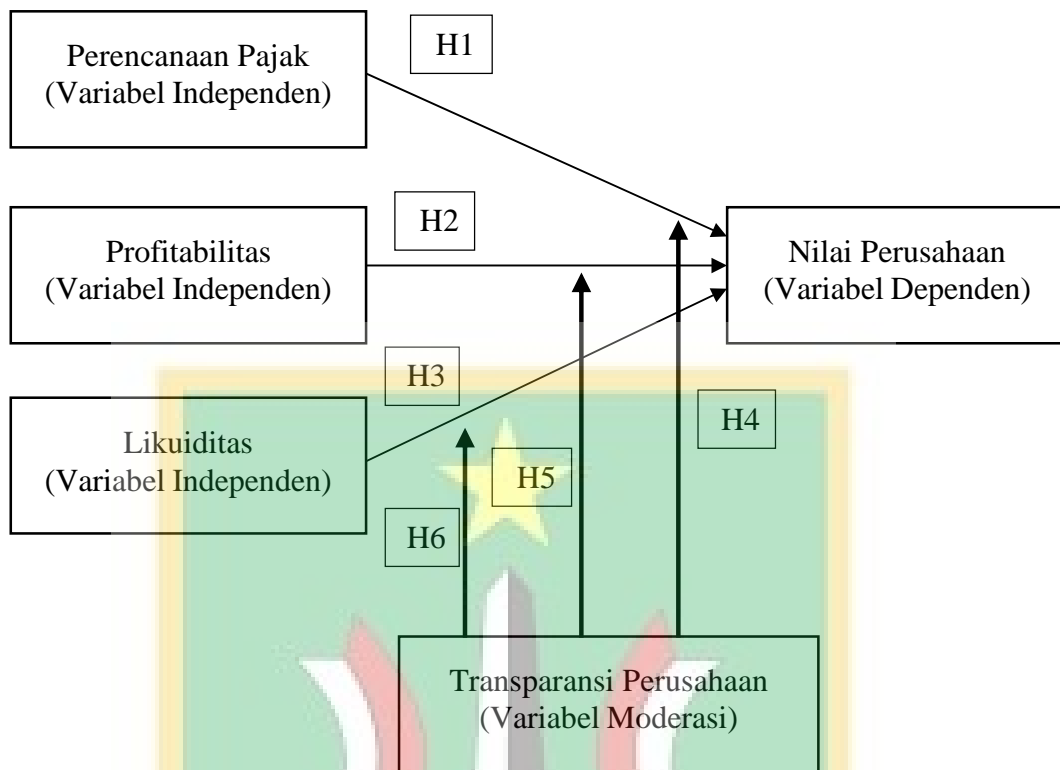 Perencanaan Pajak
(Variabel Independen)
H1
Profitabilitas
(Variabel Independen)
H2
Nilai Perusahaan
(Variabel Dependen)
Likuiditas
(Variabel Independen)
H3
H4
H5
H6
Transparansi Perusahaan
(Variabel Moderasi)